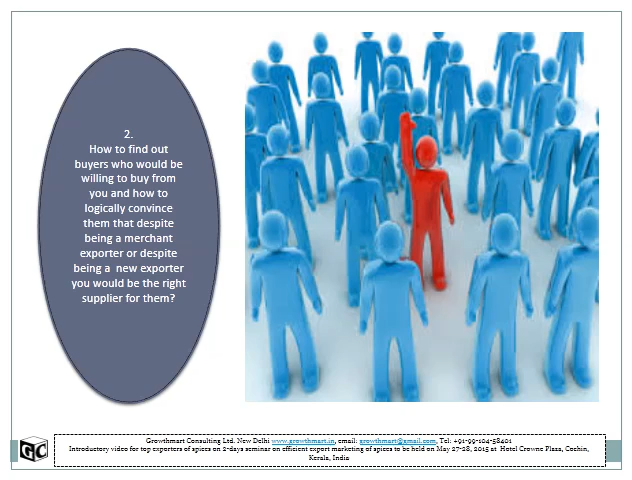 2.
How to find out
buyers who would be
willing to buy from
you and how to
logically convince
them that despite
being a merchant
exporter or despite
being a  new exporter
you would be the right
supplier for them?
GC
Growthmart Consulting Ltd. New Delhi www.growthmart.in, email: growthmart@gmail.com, Tel: +91-99-104-58401
Introductory video for top exporters of spices on 2-days seminar on efficient export marketing of spices to be held on May 27-28, 2015 at  Hotel Crowne Plaza, Cochin,
Kerala, India